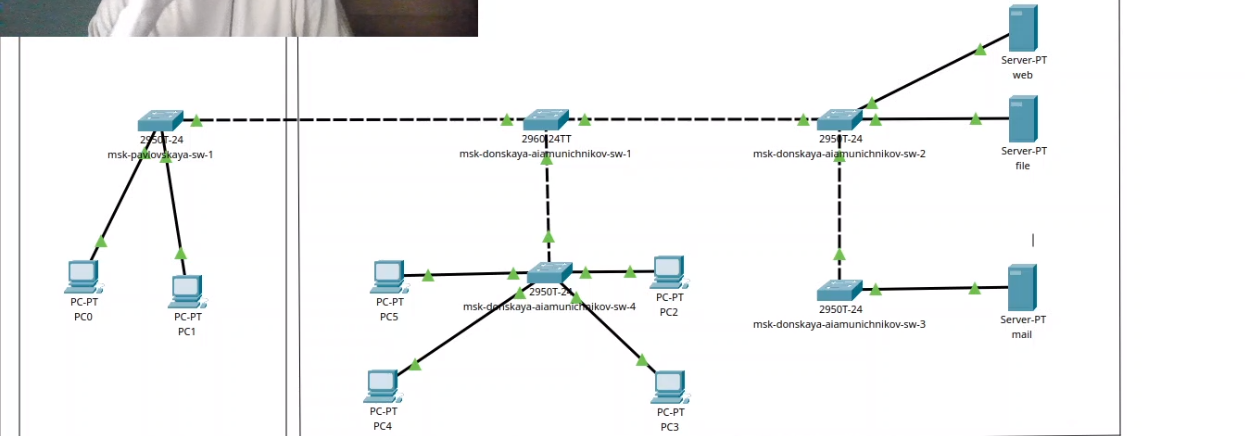 Server-PT
web
2950T-24
msk-pavlovskaya-sw-1
2960-24TT
msk-donskaya-aiamunichnikov-sw-1
2950T-24
msk-donskaya-aiamunichnikov-sw-2
Server-PT
file
PC-PT
PC0
PC-PT
PC1
PC-PT
PC5
2950T-24
msk-donskaya-aiamunichnikov-sw-4
PC-PT
PC2
2950T-24
msk-donskaya-aiamunichnikov-sw-3
Server-PT
mail
PC-PT
PC4
PC-PT
PC3